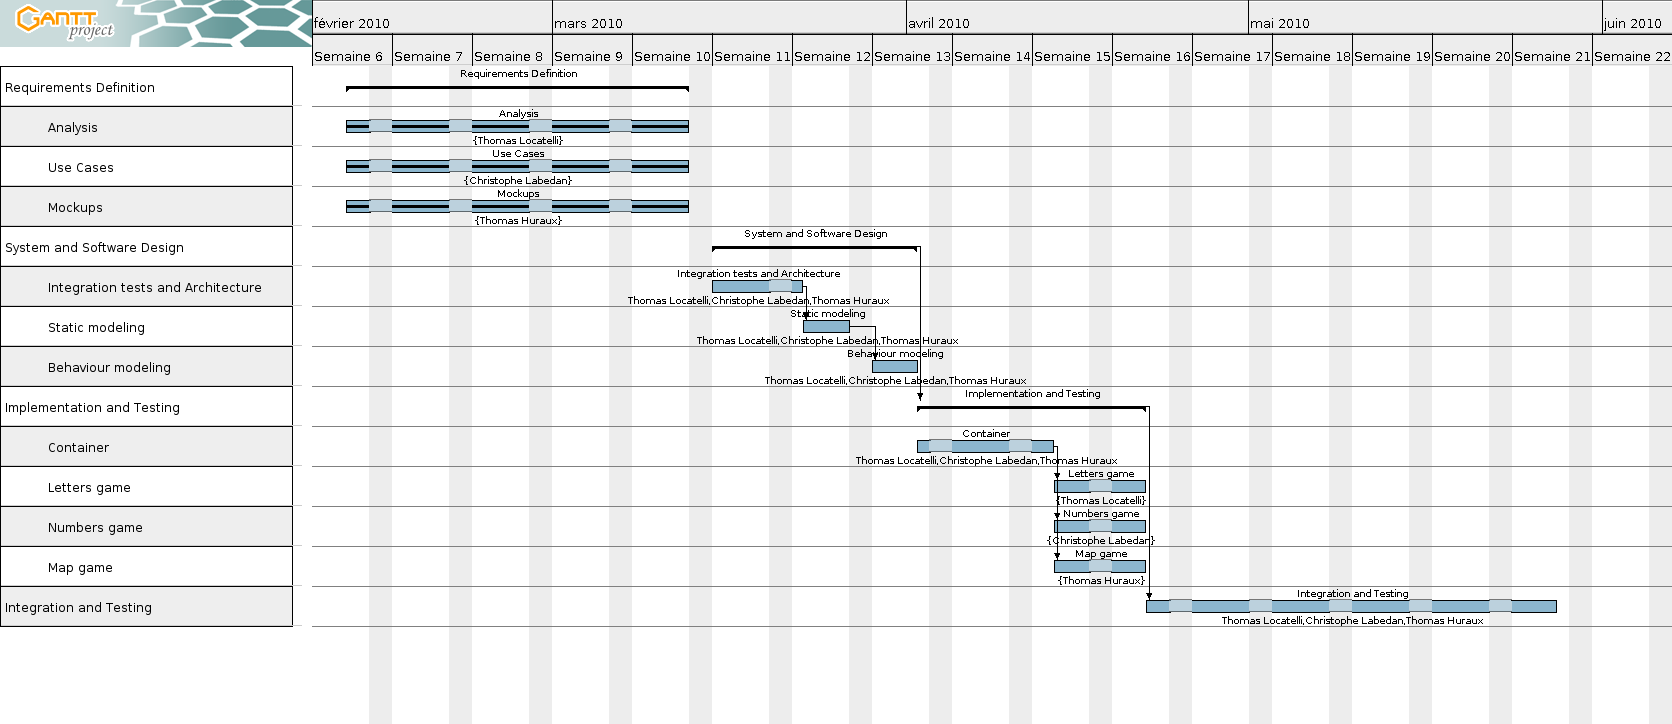 GANTT
project
février 2010 mars 2010 avril 2010 mai 2010 juin 2010
Semaine 6 Semaine 7 Semaine 8 Semaine 9 Semaine 10 Semaine 11 Semaine 12 Semaine 13 Semaine 14 Semaine 15 Semaine 16 Semaine 17 Semaine 18 Semaine 19 Semaine 20 Semaine 21 Semaine 22
Requirements Definition
Requirements Definition
Analysis
Analysis
{Thomas Locatelli}
Use Cases
Use Cases
{Christophe Labedan}
Mockups
Mockups
{Thomas Huraux}
System and Software Design
System and Software Design
Integration tests and Architecture
Integration tests and Architecture
Thomas Locatelli,Christophe Labedan,Thomas Huraux
Static modeling
Static modeling
Thomas Locatelli,Christophe Labedan,Thomas Huraux
Behaviour modeling
Behaviour modeling
Thomas Locatelli,Christophe Labedan,Thomas Huraux
Implementation and Testing
Implementation and Testing
Container
Container
Thomas Locatelli,Christophe Labedan,Thomas Huraux
Letters game
Letters game
{Thomas Locatelli}
Numbers game
Numbers game
{Christophe Labedan}
Map game
Map game
{Thomas Huraux}
Integration and Testing
Integration and Testing
Thomas Locatelli,Christophe Labedan,Thomas Huraux